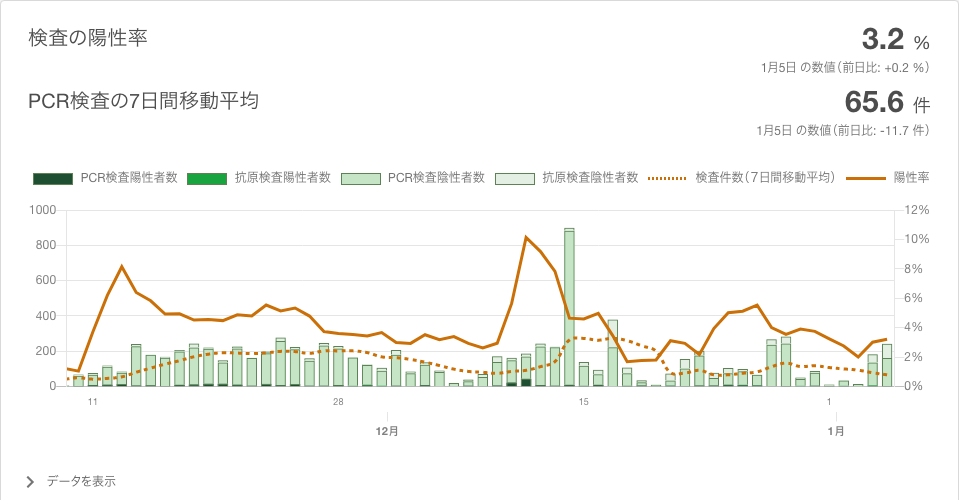 検査の陽性率
3.2 %
1月5日 の数値（前日比: +0.2 %）
PCR検査の7日間移動平均
65.6 件
1月5日 の数値（前日比: -11.7 件）
PCR検査陽性者数 抗原検査陽性者数 PCR検査陰性者数 抗原検査陰性者数 検査件数（7日間移動平均） 陽性率
1000 12%
800 10%
600 8%
400 6%
200 4%
0 2%
0%
11 28 15 1
12月 1月
データを表示